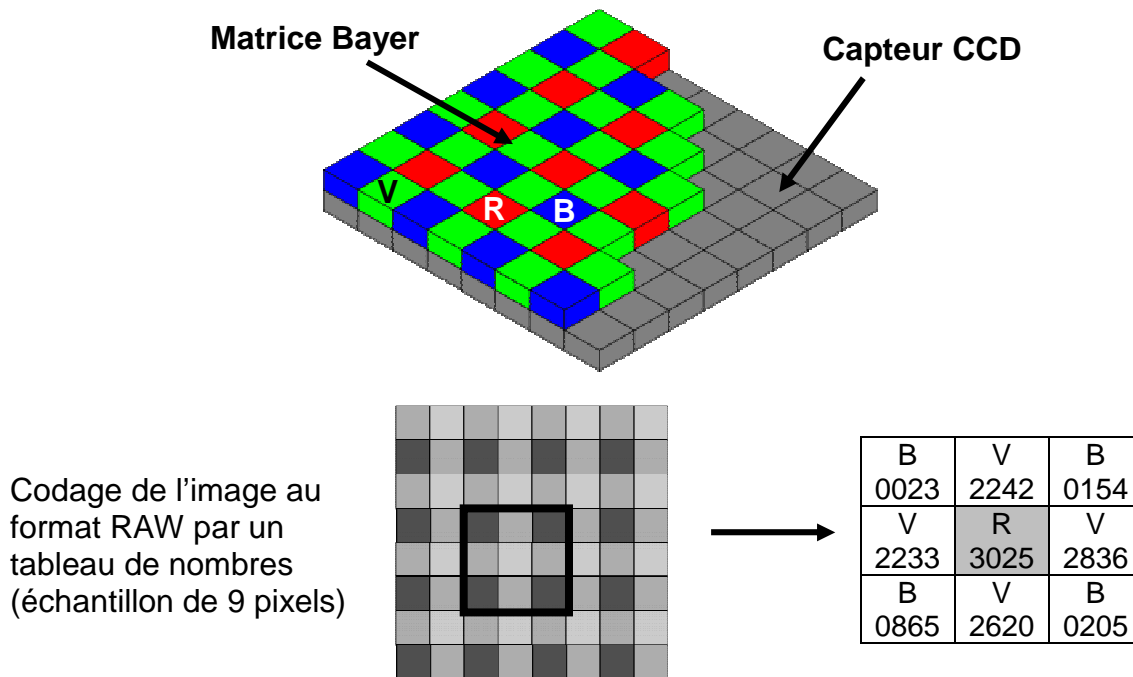 Matrice Bayer
Capteur CCD
V
R B
Codage de l'image au
format RAW par un
tableau de nombres
(échantillon de 9 pixels)
B V B
0023 2242 0154
V R V
2233 3025 2836
B V B
0865 2620 0205